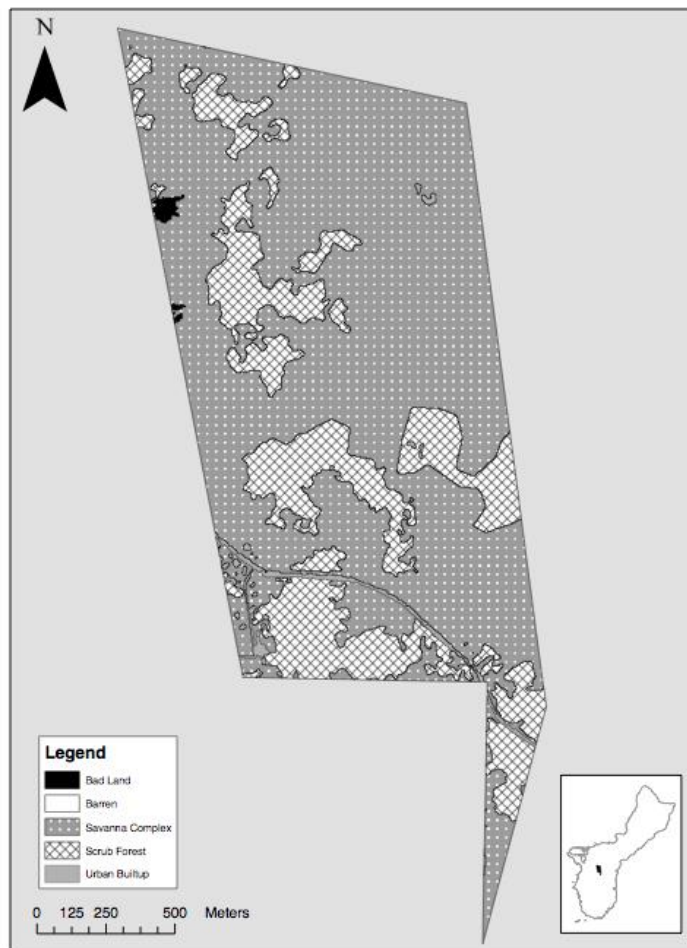 N
Legend
Bad Land
Barren
Savanna Complex
Scrub Forest
Urban Builtup
0 125 250 500 Meters